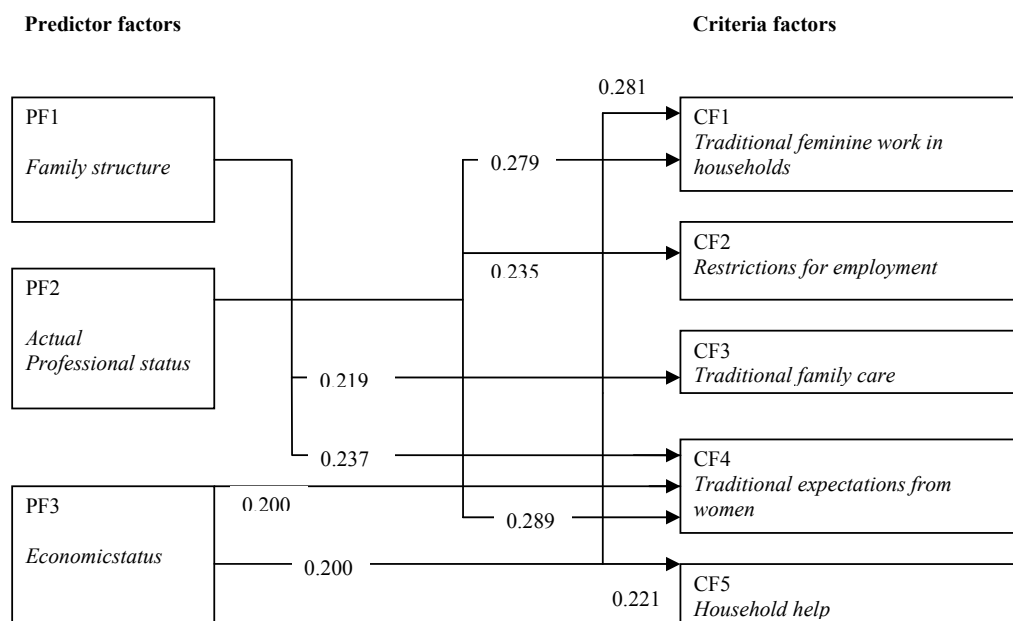 Predictor factors
Criteria factors
PF1
Family structure
PF2
Actual
Professional status
PF3
Economicstatus
0.281
0.279
0.235
0.219
0.237
0.200
0.289
0.200
0.221
CF1
Traditional feminine work in
households
CF2
Restrictions for employment
CF3
Traditional family care
CF4
Traditional expectations from
women
CF5
Household help